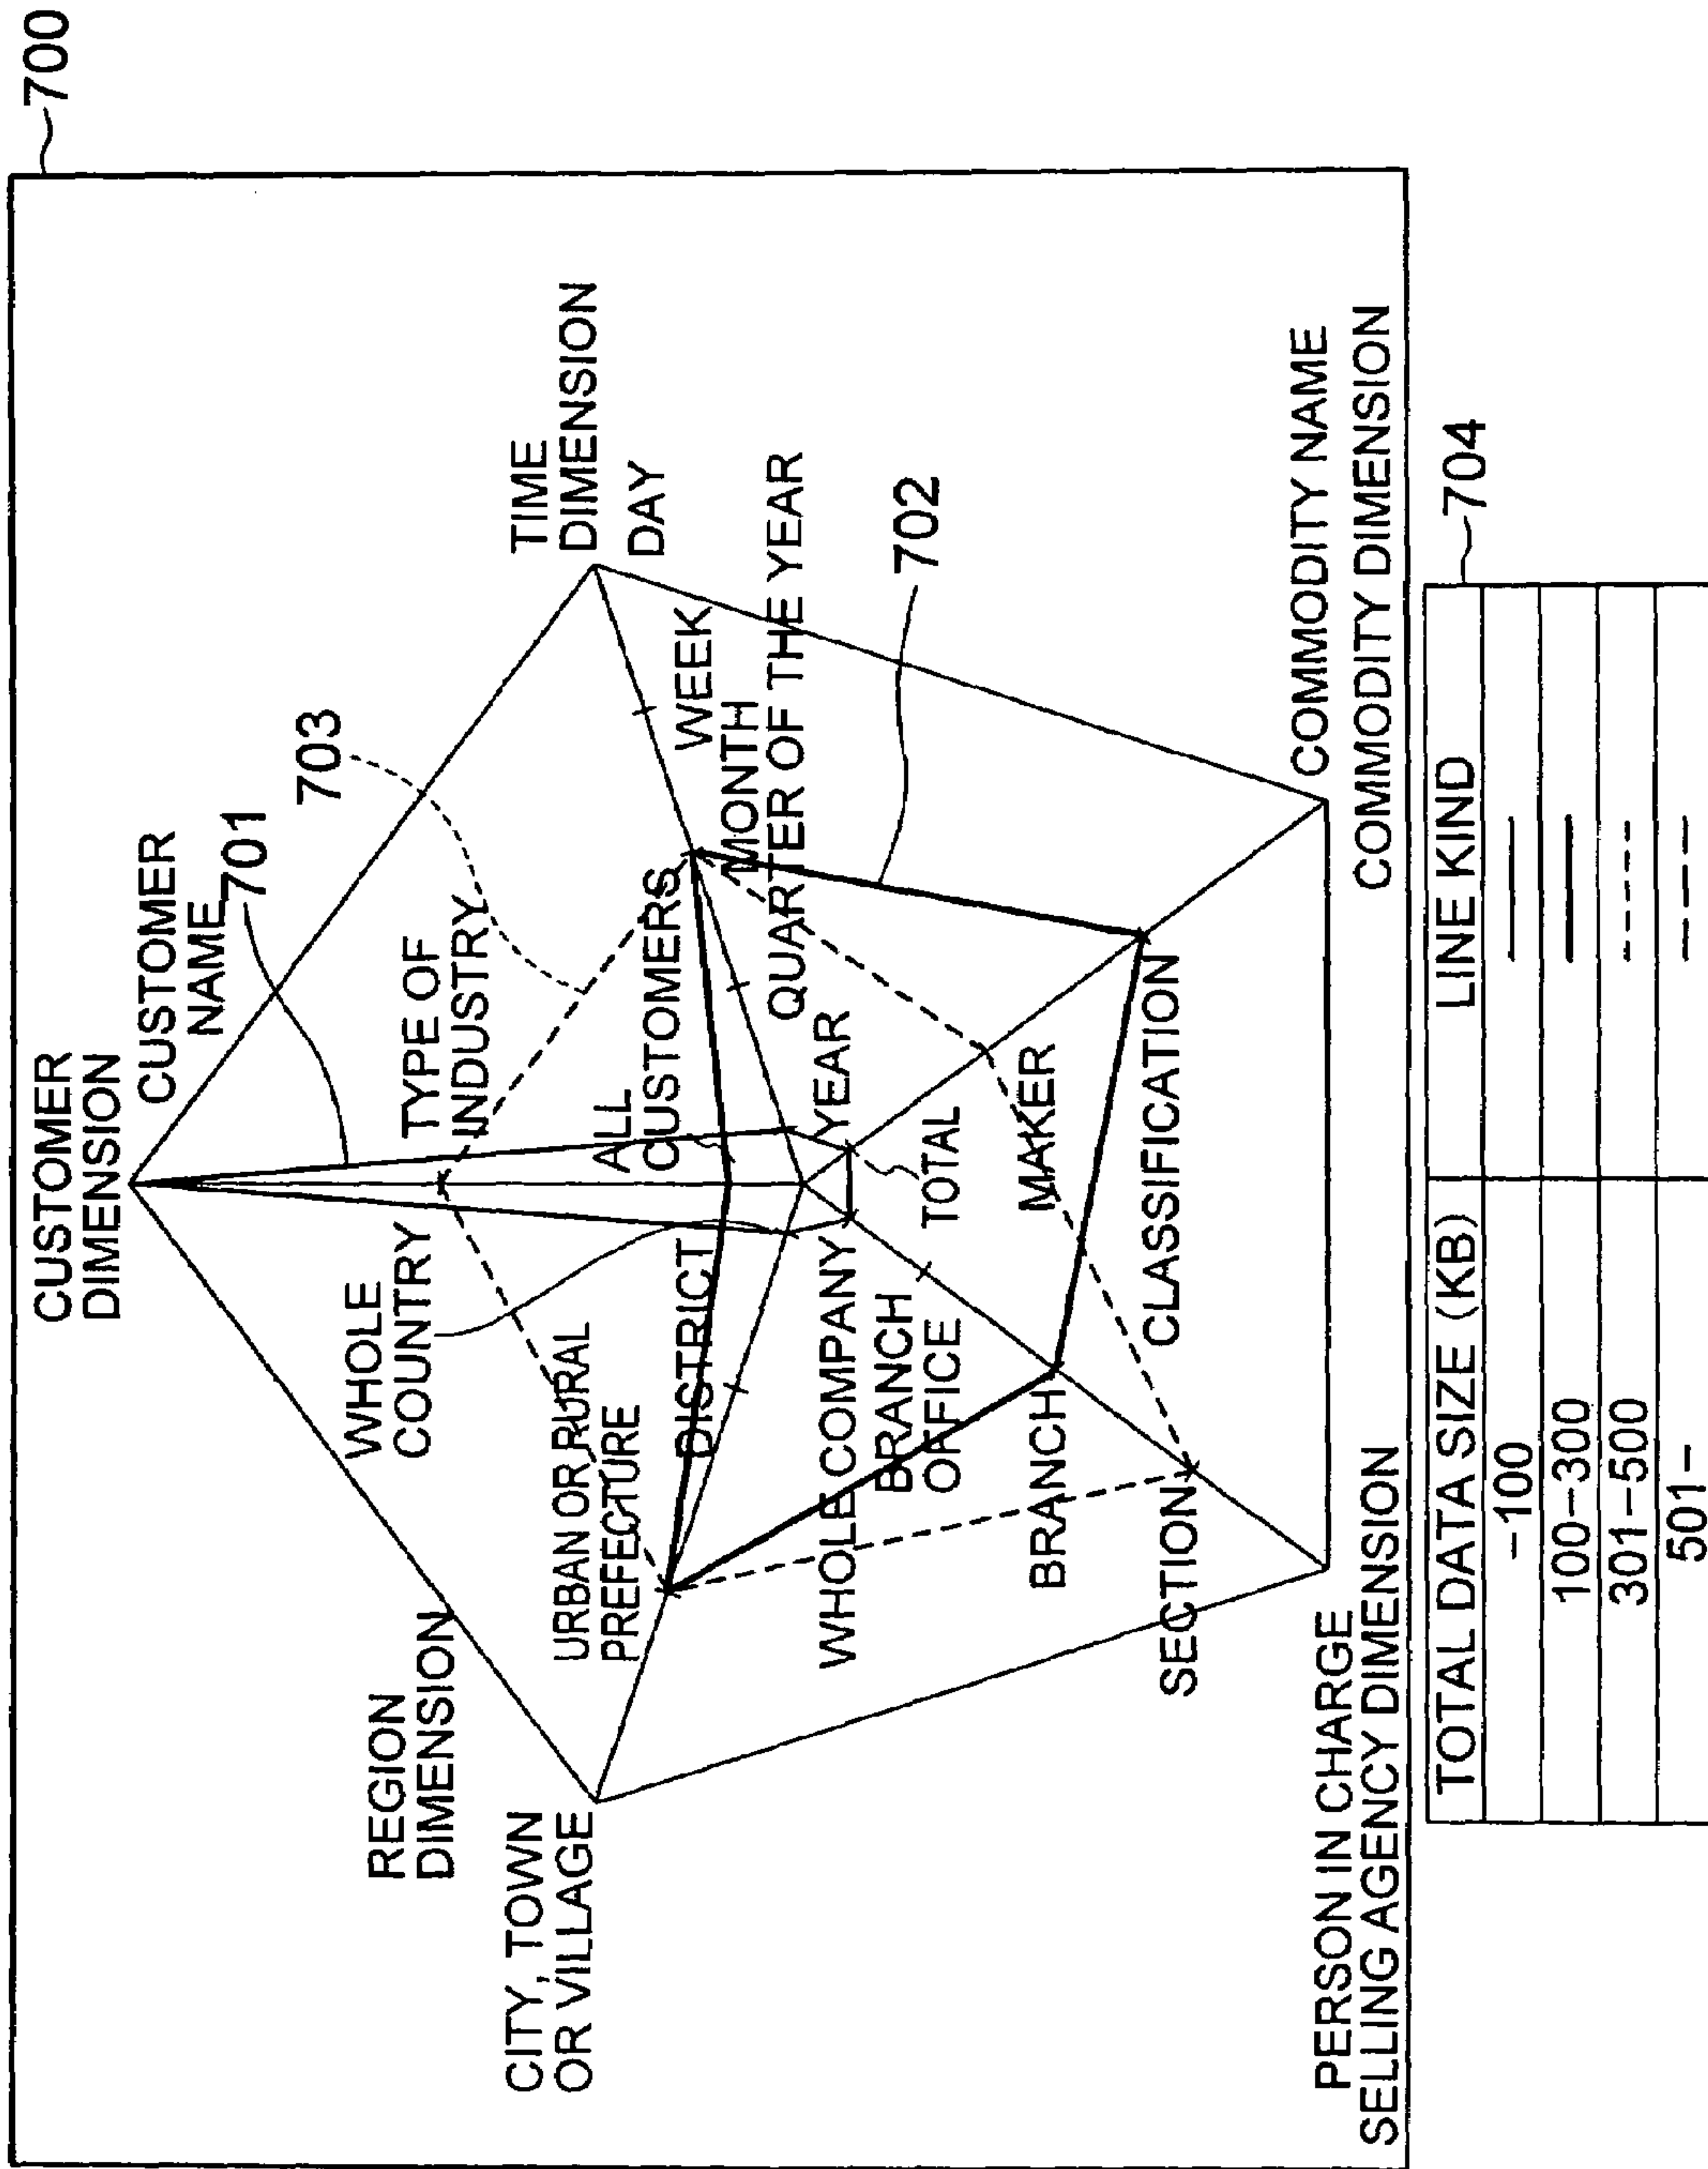 700
CUSTOMER
DIMENSION
CUSTOMER
NAME
701
703
REGION
DIMENSION
WHOLE
COUNTRY
TYPE OF
INDUSTRY
TIME
DIMENSION
DAY
CITY, TOWN
OR VILLAGE
URBAN OR RURAL
PREFECTURE
DISTRICT
ALL
CUSTOMERS
WEEK
MONTH
QUARTER OF THE YEAR
YEAR
702
WHOLE COMPANY
BRANCH
OFFICE
TOTAL
MAKER
BRANCH
SECTION
CLASSIFICATION
PERSON IN CHARGE
SELLING AGENCY DIMENSION
COMMODITY NAME
COMMODITY DIMENSION
704
TOTAL DATA SIZE (KB) LINE KIND
-100
100-300
301-500
501-